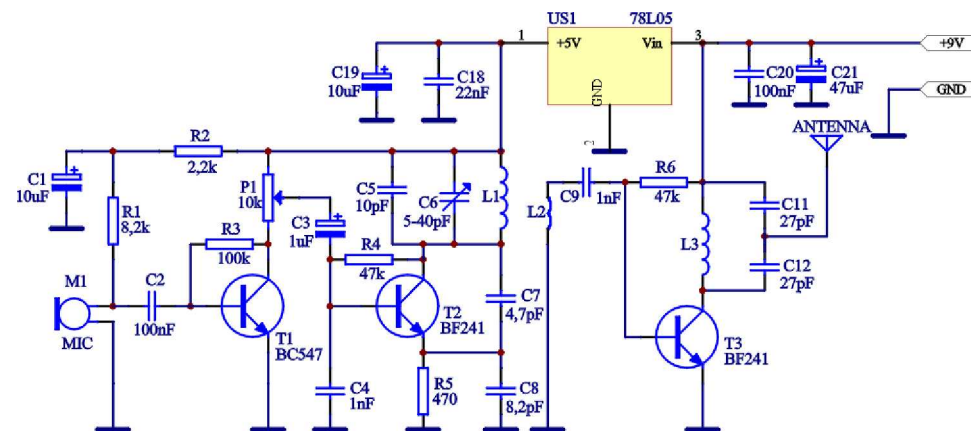 US1
78L05
1
+5V
Vin
3
GND
2
+9V
GND
C19
10uF
C18
22nF
C20
100nF
C21
47uF
ANTENNA
R2
2,2k
C1
10uF
R1
8,2k
P1
10k
C3
1uF
R3
100k
C5
10pF
C6
5-40pF
L1
R4
47k
L2
C9
1nF
R6
47k
L3
C11
27pF
C12
27pF
M1
MIC
C2
100nF
T1
BC547
T2
BF241
C7
4,7pF
T3
BF241
C4
1nF
R5
470
C8
8,2pF